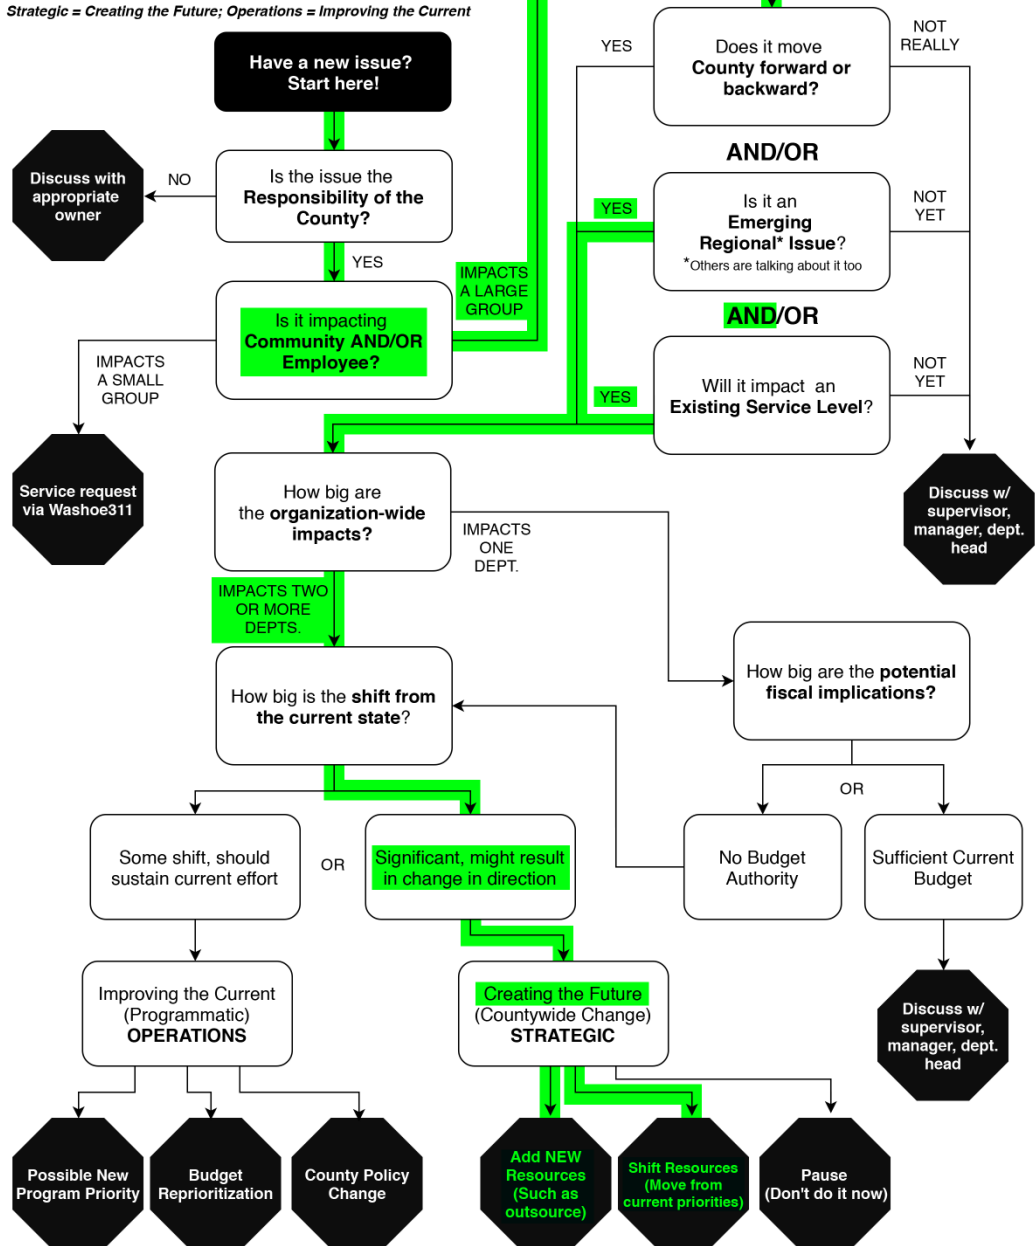 Strategic = Creating the Future; Operations = Improving the Current
Have a new issue?
Start here!
YES
Does it move
County forward or
backward?
NOT
REALLY
AND/OR
Discuss with
appropriate
owner
NO
Is the issue the
Responsibility of the
County?
YES
YES
Is it an
Emerging
Regional* Issue?
*Others are talking about it too
NOT
YET
IMPACTS
A LARGE
GROUP
AND/OR
Is it impacting
Community AND/OR
Employee?
IMPACTS
A SMALL
GROUP
YES
Will it impact an
Existing Service Level?
NOT
YET
Service request
via Washoe311
How big are
the organization-wide
impacts?
IMPACTS
ONE
DEPT.
Discuss w/
supervisor,
manager, dept.
head
IMPACTS TWO
OR MORE
DEPTS.
How big is the shift from
the current state?
How big are the potential
fiscal implications?
OR
Some shift, should
sustain current effort
OR
Significant, might result
in change in direction
No Budget
Authority
Sufficient Current
Budget
Improving the Current
(Programmatic)
OPERATIONS
Creating the Future
(Countywide Change)
STRATEGIC
Discuss w/
supervisor,
manager, dept.
head
Possible New
Program Priority
Budget
Reprioritization
County Policy
Change
Add NEW
Resources
(Such as
outsource)
Shift Resources
(Move from
current priorities)
Pause
(Don't do it now)